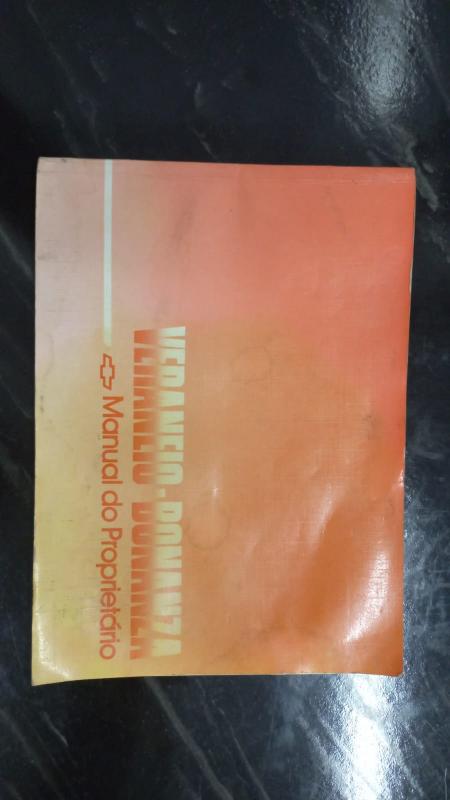 VERANEIO - BONANZA
Manual do Proprietário